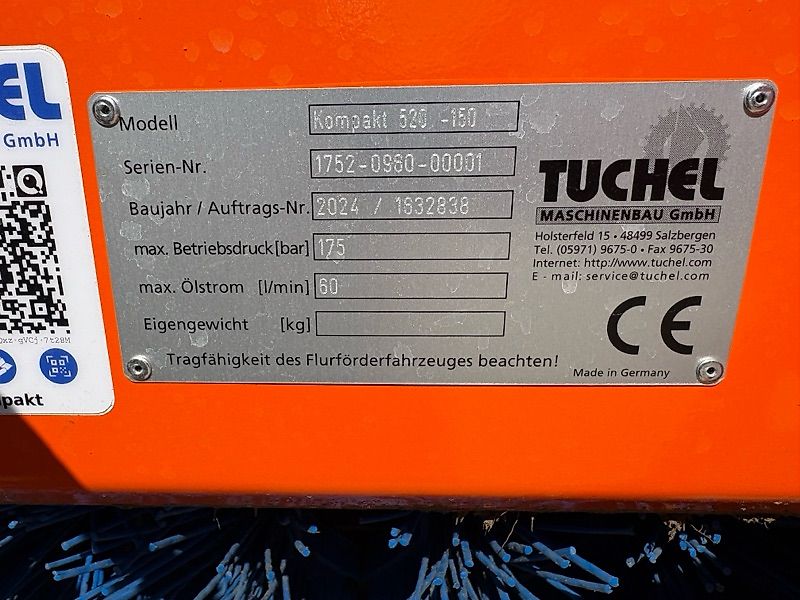 EL
GmbH
pakt
Modell Kompakt 520 -150
Serien-Nr. 1752-0980-00001
Baujahr / Auftrags-Nr. 2024 / 1632838
max. Betriebsdruck [bar] 175
max. Ölstrom [l/min] 60
Eigengewicht [kg]
Tragfähigkeit des Flurförderfahrzeuges beachten!
TUCHEL
MASCHINENBAU GmbH
Holsterfeld 15 • 48499 Salzbergen
Tel. (05971) 9675-0 • Fax 9675-30
Internet: http://www.tuchel.com
E - mail: service@tuchel.com
CE
Made in Germany